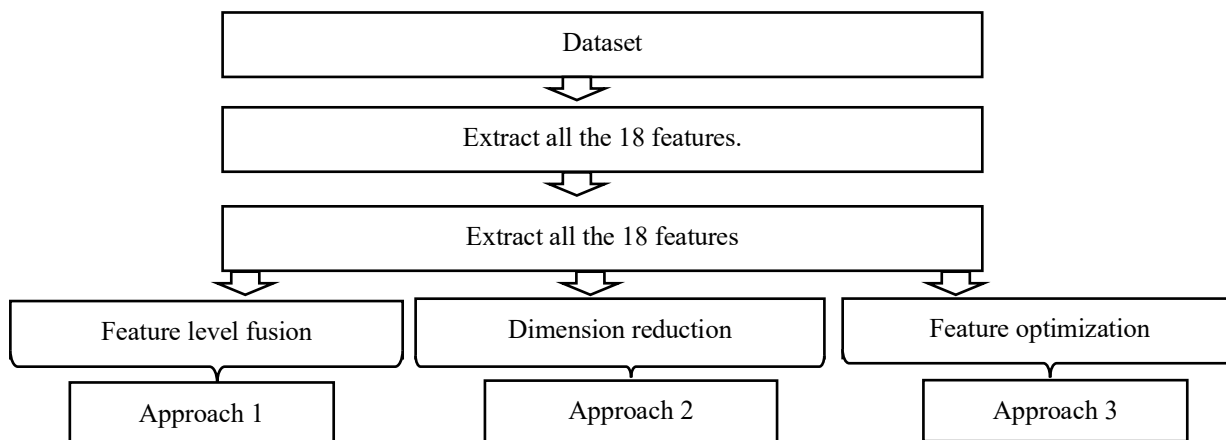 Dataset
Extract all the 18 features.
Extract all the 18 features
Feature level fusion
Dimension reduction
Feature optimization
Approach 1
Approach 2
Approach 3